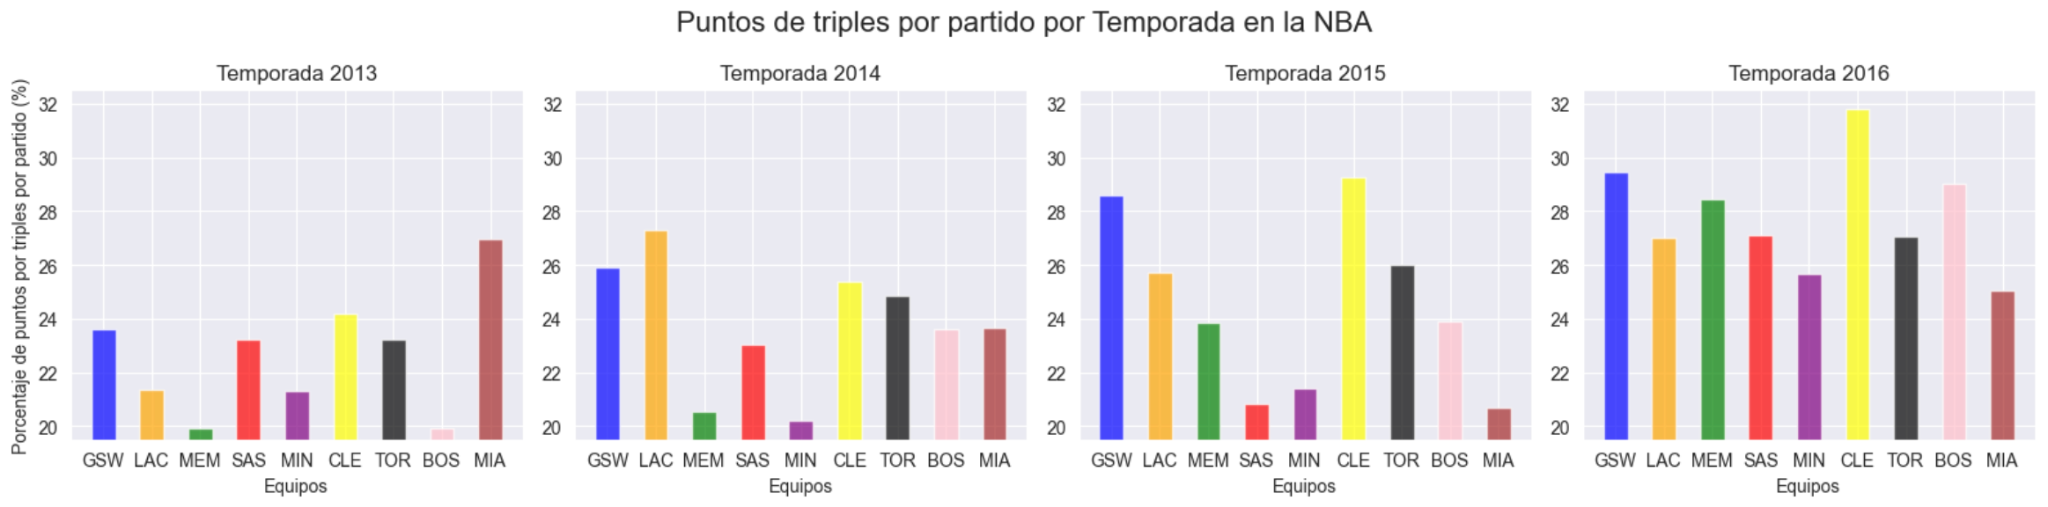 Puntos de triples por partido por Temporada en la NBA
Temporada 2013
Porcentaje de puntos por triples por partido (%)
32
30
28
26
24
22
20
GSW LAC MEM SAS MIN CLE TOR BOS MIA
Equipos
Temporada 2014
32
30
28
26
24
22
20
GSW LAC MEM SAS MIN CLE TOR BOS MIA
Equipos
Temporada 2015
32
30
28
26
24
22
20
GSW LAC MEM SAS MIN CLE TOR BOS MIA
Equipos
Temporada 2016
32
30
28
26
24
22
20
GSW LAC MEM SAS MIN CLE TOR BOS MIA
Equipos